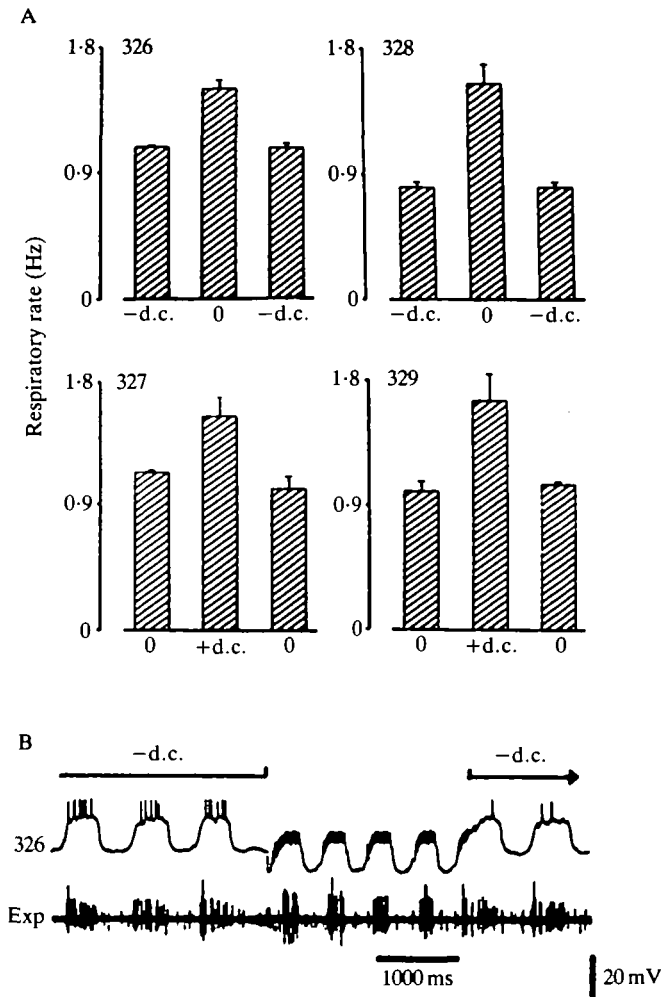 A
1·8 326
0·9
0
−d.c. 0 −d.c.
1·8 328
0·9
0
−d.c. 0 −d.c.
Respiratory rate (Hz)
1·8 327
0·9
0
0 +d.c. 0
1·8 329
0·9
0
0 +d.c. 0
B
−d.c. −d.c.
326
Exp
1000 ms
20 mV